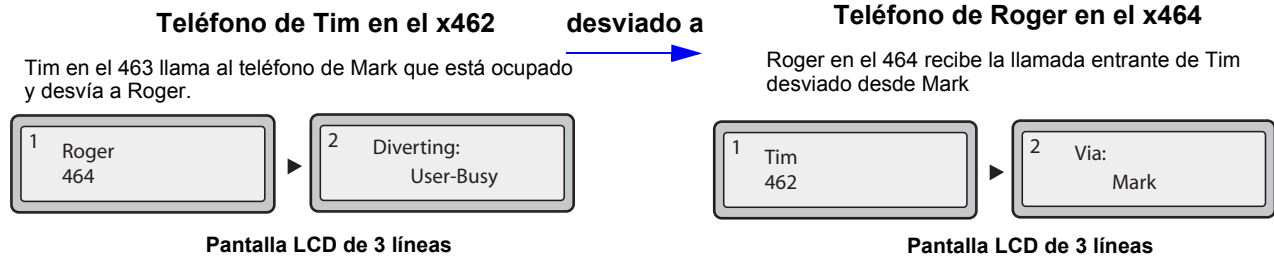 Teléfono de Tim en el x462
desviado a
Teléfono de Roger en el x464
Tim en el 463 llama al teléfono de Mark que está ocupado
y desvía a Roger.
Roger en el 464 recibe la llamada entrante de Tim
desviado desde Mark
1
Roger
464
2
Diverting:
User-Busy
1
Tim
462
2
Via:
Mark
Pantalla LCD de 3 líneas
Pantalla LCD de 3 líneas